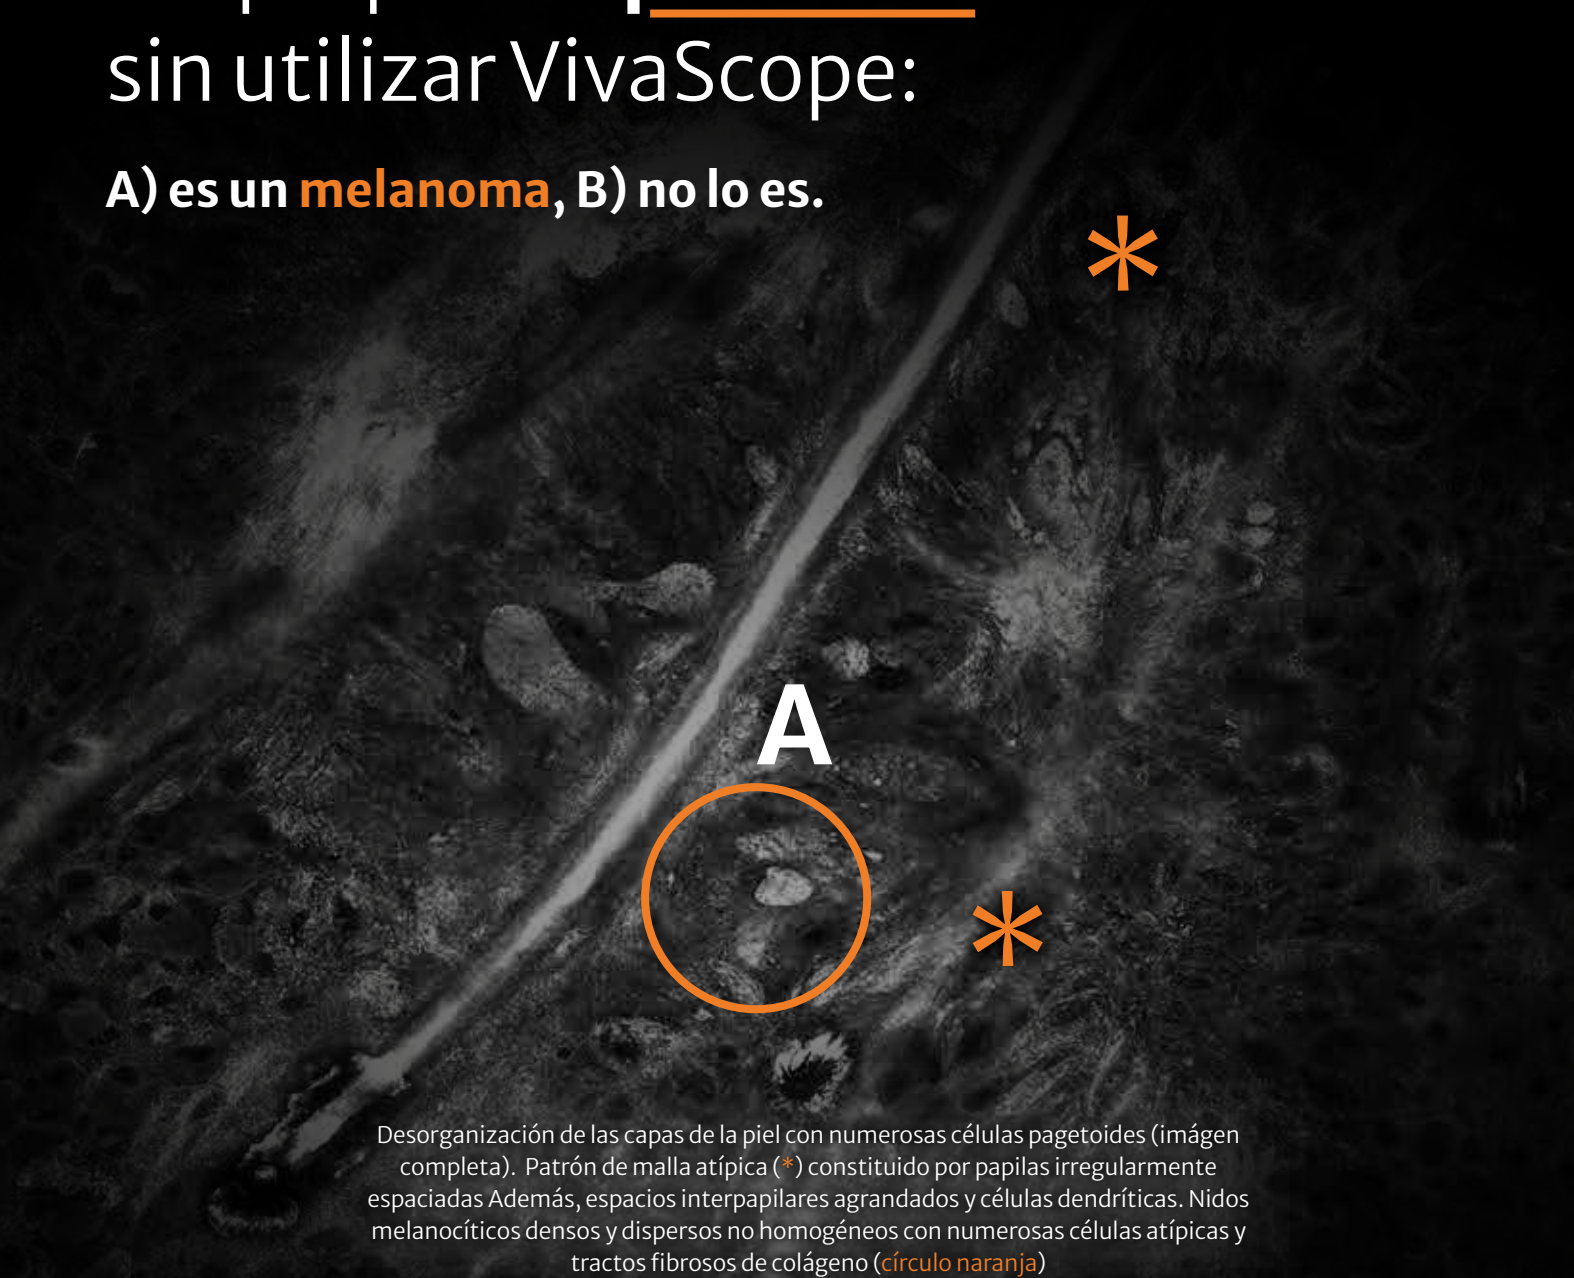 sin utilizar VivaScope:
A) es un melanoma, B) no lo es.
*
A
*
Desorganización de las capas de la piel con numerosas células pagetoides (imágen
completa). Patrón de malla atípica (*) constituido por papilas irregularmente
espaciadas Además, espacios interpapilares agrandados y células dendríticas. Nidos
melanocíticos densos y dispersos no homogéneos con numerosas células atípicas y
tractos fibrosos de colágeno (círculo naranja)